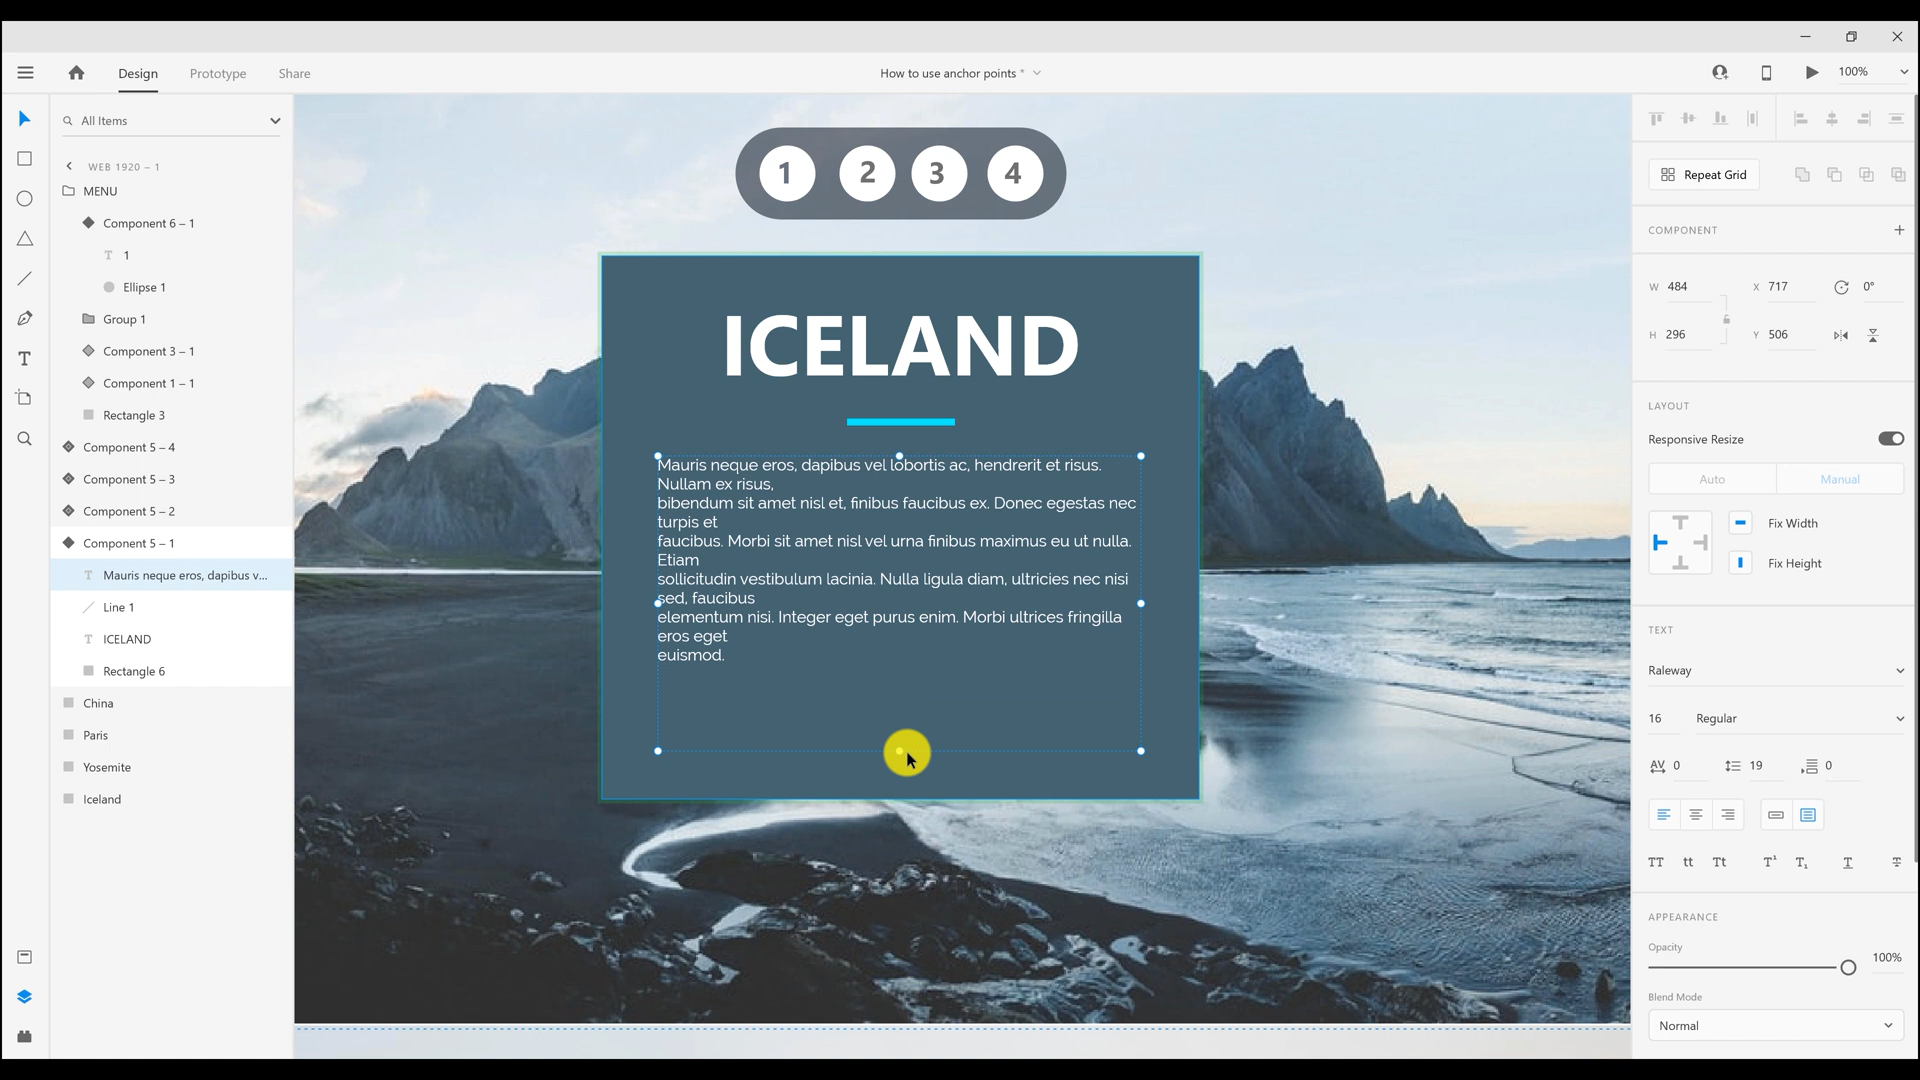 Design
Prototype
Share
How to use anchor points *
100%
All Items
WEB 1920 – 1
MENU
Component 6 – 1
T 1
Ellipse 1
Group 1
Component 3 – 1
Component 1 – 1
Rectangle 3
Component 5 – 4
Component 5 – 3
Component 5 – 2
Component 5 – 1
T Mauris neque eros, dapibus v...
Line 1
T ICELAND
Rectangle 6
China
Paris
Yosemite
Iceland
1 2 3 4
ICELAND
Mauris neque eros, dapibus vel lobortis ac, hendrerit et risus.
Nullam ex risus,
bibendum sit amet nisl et, finibus faucibus ex. Donec egestas nec
turpis et
faucibus. Morbi sit amet nisl vel urna finibus maximus eu ut nulla.
Etiam
sollicitudin vestibulum lacinia. Nulla ligula diam, ultricies nec nisi
sed, faucibus
elementum nisi. Integer eget purus enim. Morbi ultrices fringilla
eros eget
euismod.
Repeat Grid
COMPONENT
W 484 X 717 0°
H 296 Y 506
LAYOUT
Responsive Resize
Auto Manual
Fix Width
Fix Height
TEXT
Raleway
16 Regular
AV 0 19 0
TT tt Tt T¹ T₁ T T
APPEARANCE
Opacity
100%
Blend Mode
Normal